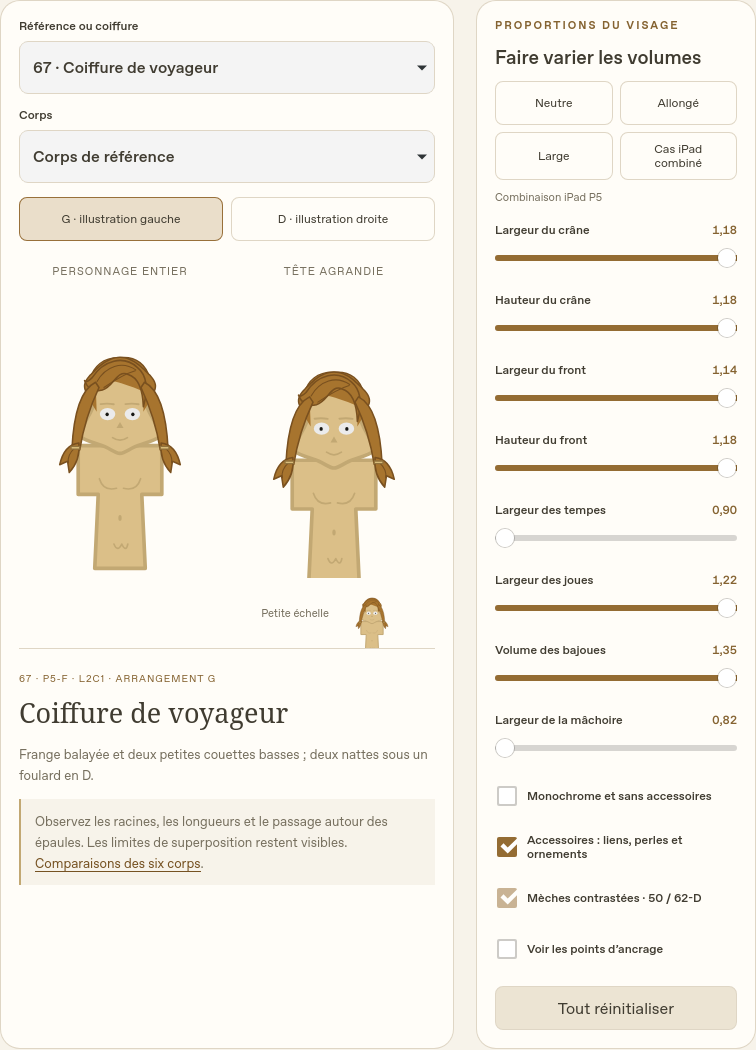 Référence ou coiffure
67 · Coiffure de voyageur
Corps
Corps de référence
G · illustration gauche
D · illustration droite
PERSONNAGE ENTIER
TÊTE AGRANDIE
Petite échelle
67 · P5-F · L2C1 · ARRANGEMENT G
Coiffure de voyageur
Frange balayée et deux petites couettes basses ; deux nattes sous un
foulard en D.
Observez les racines, les longueurs et le passage autour des
épaules. Les limites de superposition restent visibles.
Comparaisons des six corps.
PROPORTIONS DU VISAGE
Faire varier les volumes
Neutre
Allongé
Large
Cas iPad
combiné
Combinaison iPad P5
Largeur du crâne 1,18
Hauteur du crâne 1,18
Largeur du front 1,14
Hauteur du front 1,18
Largeur des tempes 0,90
Largeur des joues 1,22
Volume des bajoues 1,35
Largeur de la mâchoire 0,82
Monochrome et sans accessoires
Accessoires : liens, perles et
ornements
Mèches contrastées · 50 / 62-D
Voir les points d’ancrage
Tout réinitialiser